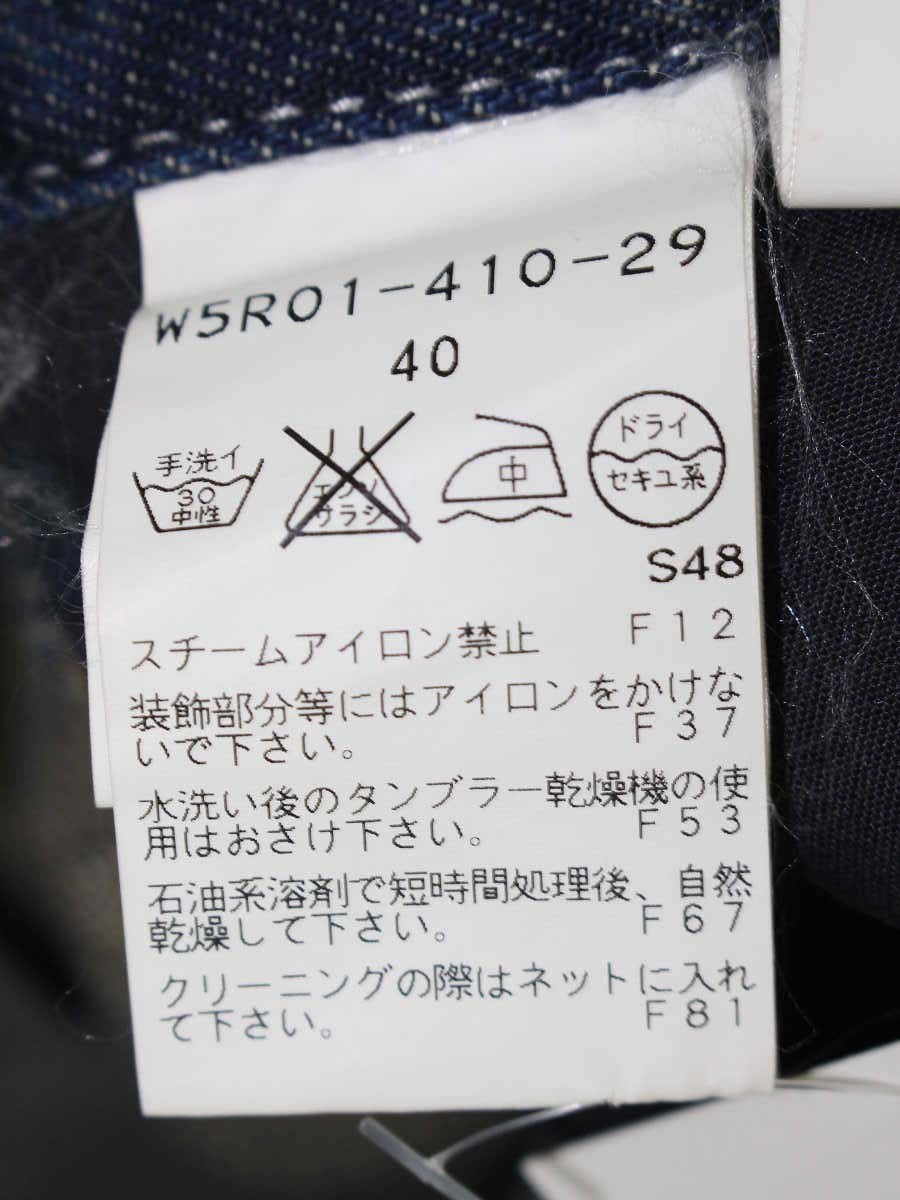 W5R01-410-29
40
手洗イ
30
中性
エンソ
サラシ
中
ドライ
セキユ系
S48
スチームアイロン禁止 F12
装飾部分等にはアイロンをかけな
いで下さい。 F37
水洗い後のタンブラー乾燥機の使
用はおさけ下さい。 F53
石油系溶剤で短時間処理後、自然
乾燥して下さい。 F67
クリーニングの際はネットに入れ
て下さい。 F81